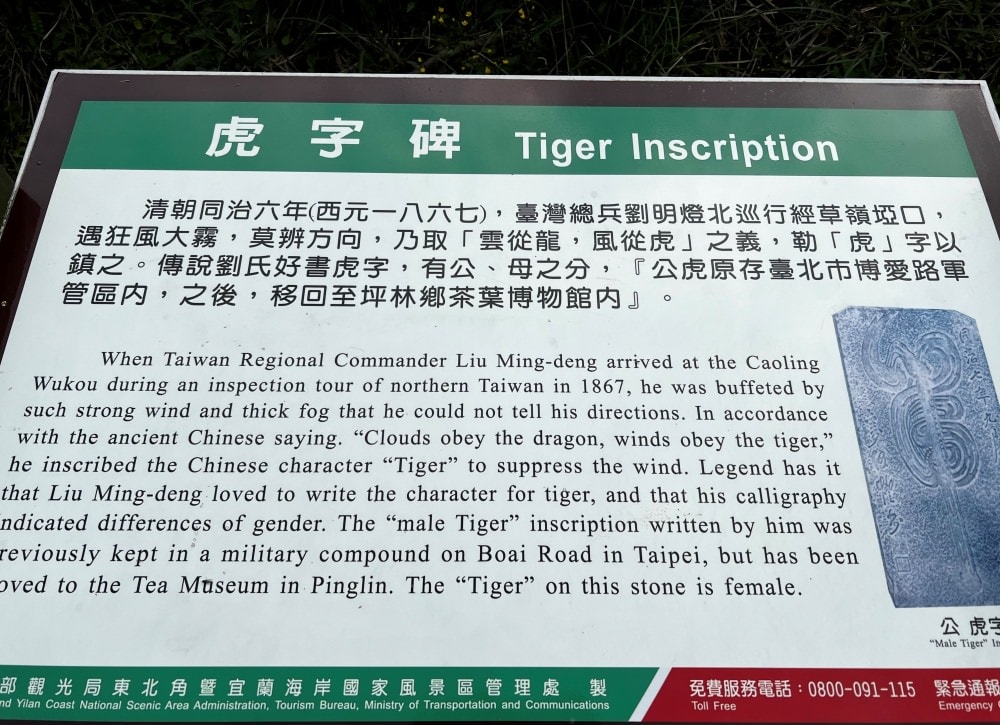 虎字碑 Tiger Inscription
清朝同治六年(西元一八六七)，臺灣總兵劉明燈北巡行經草嶺埡口，
遇狂風大霧，莫辨方向，乃取「雲從龍，風從虎」之義，勒「虎」字以
鎮之。傳說劉氏好書虎字，有公、母之分，『公虎原存臺北市博愛路軍
管區內，之後，移回至坪林鄉茶葉博物館內』。
When Taiwan Regional Commander Liu Ming-deng arrived at the Caoling
Wukou during an inspection tour of northern Taiwan in 1867, he was buffeted by
such strong wind and thick fog that he could not tell his directions. In accordance
with the ancient Chinese saying. “Clouds obey the dragon, winds obey the tiger,”
he inscribed the Chinese character “Tiger” to suppress the wind. Legend has it
that Liu Ming-deng loved to write the character for tiger, and that his calligraphy
ndicated differences of gender. The “male Tiger” inscription written by him was
reviously kept in a military compound on Boai Road in Taipei, but has been
oved to the Tea Museum in Pinglin. The “Tiger” on this stone is female.
公 虎字
“Male Tiger” In
部觀光局東北角暨宜蘭海岸國家風景區管理處 製
nd Yilan Coast National Scenic Area Administration, Tourism Bureau, Ministry of Transportation and Communications
免費服務電話：0800-091-115 緊急通報
Toll Free Emergency